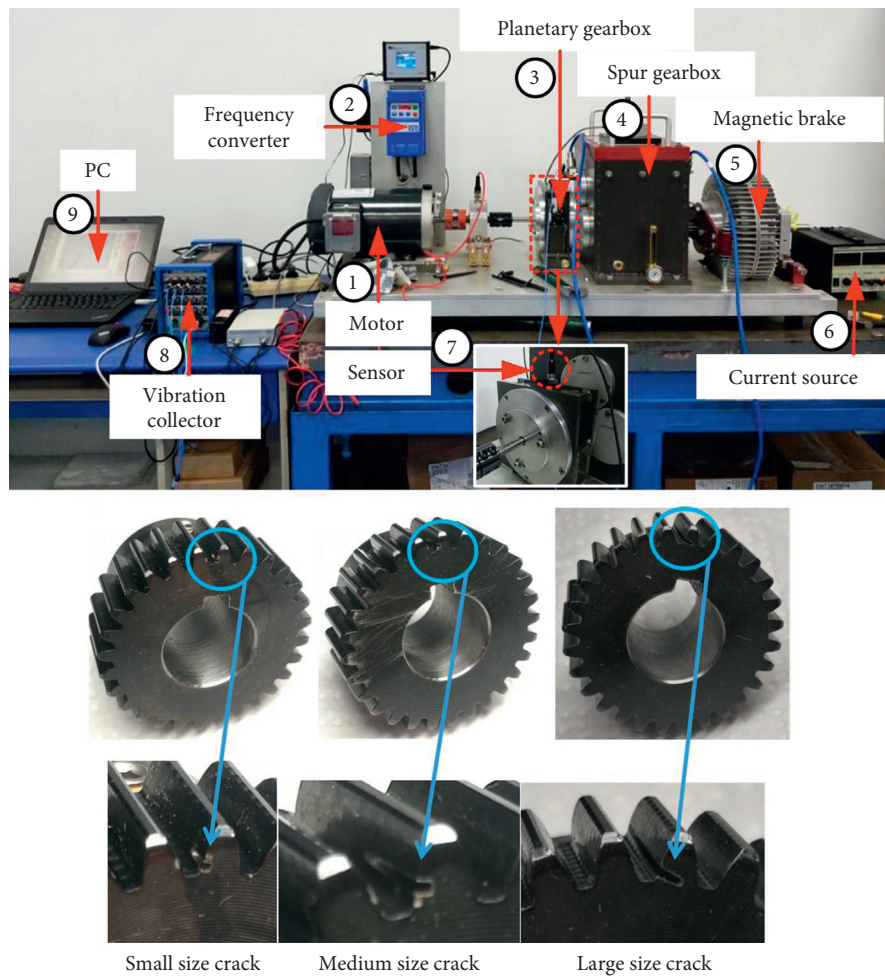 Planetary gearbox
3
Spur gearbox
2
4
Magnetic brake
Frequency
converter
5
PC
9
1
Motor
6
7
8
Sensor
Current source
Vibration
collector
Small size crack
Medium size crack
Large size crack